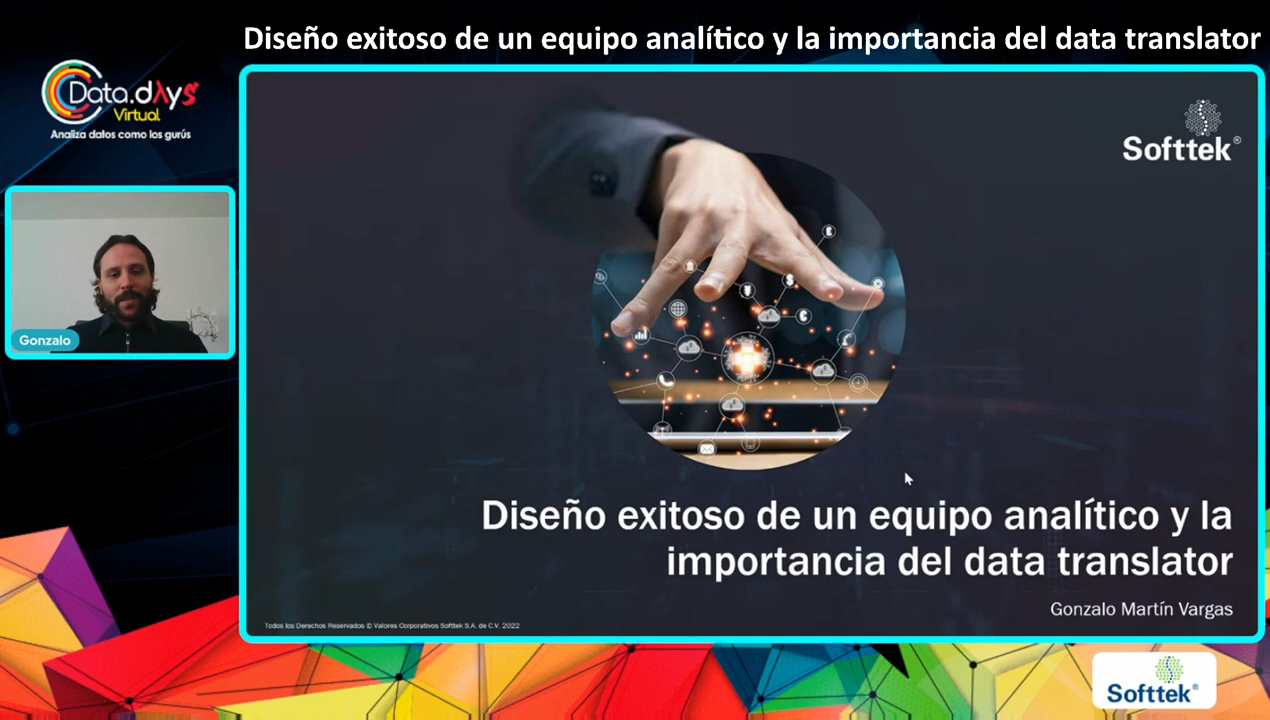 Diseño exitoso de un equipo analítico y la importancia del data translator
Data.dAys
Virtual
Analiza datos como los gurús
Gonzalo
Softtek®
Diseño exitoso de un equipo analítico y la
importancia del data translator
Gonzalo Martín Vargas
Todos los Derechos Reservados © Valores Corporativos Softtek S.A. de C.V. 2022
Softtek®